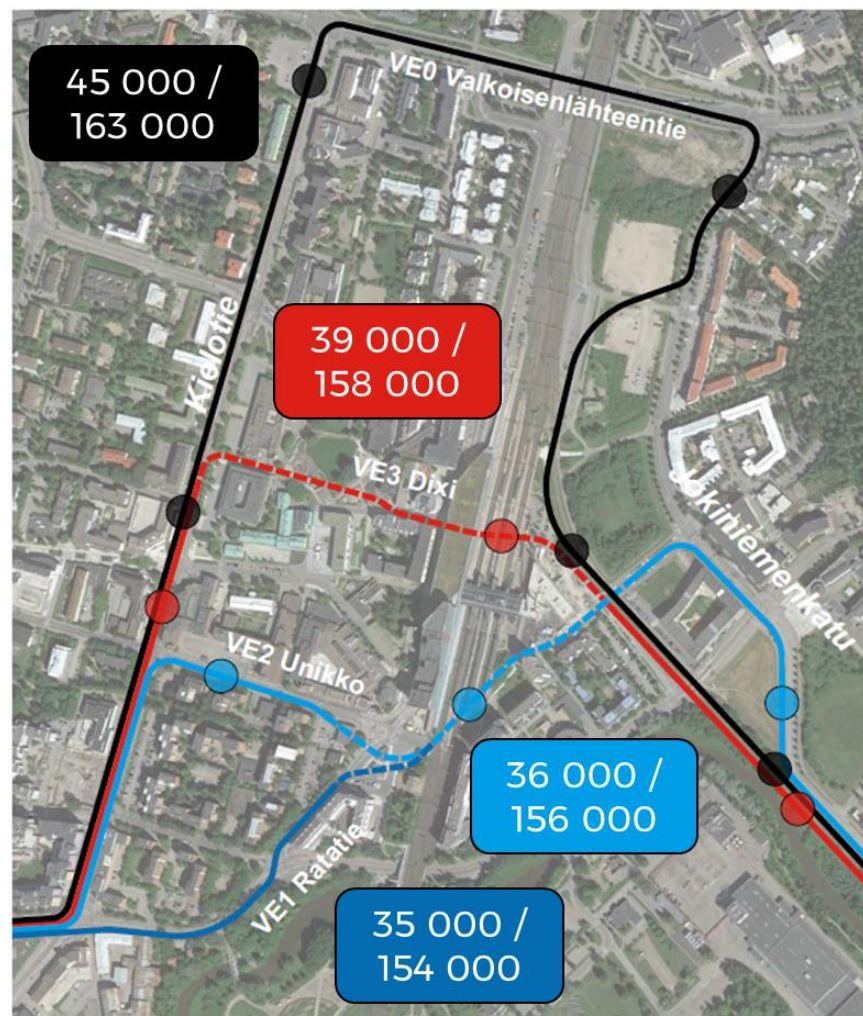 45 000 /
163 000
VE0 Valkoisenlähteentie
Kielotie
39 000 /
158 000
VE3 Dixi
Jokiniemenkatu
VE2 Unikko
36 000 /
156 000
VE1 Ratatie
35 000 /
154 000